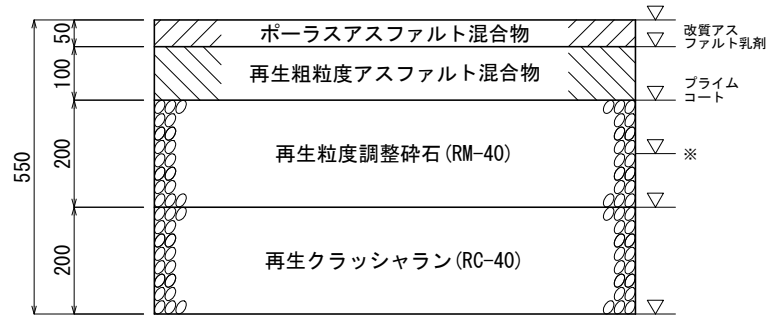 50
ポーラスアスファルト混合物
改質アス
ファルト乳剤
100
再生粗粒度アスファルト混合物
プライム
コート
550
200
再生粒度調整砕石(RM-40)
※
200
再生クラッシャラン(RC-40)